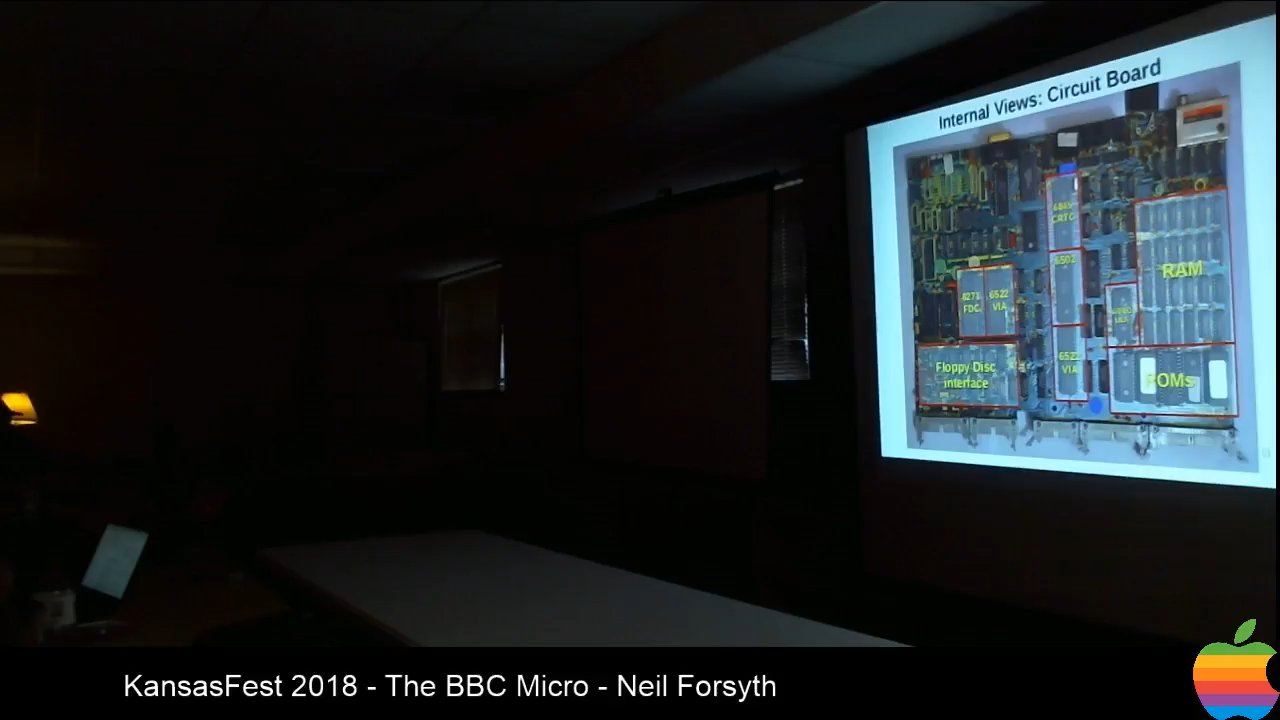 Internal Views: Circuit Board
6845
CRTC
6502
RAM
8271
FDC
6522
VIA
6522
VIA
Floppy Disc
interface
ROMs
KansasFest 2018 - The BBC Micro - Neil Forsyth